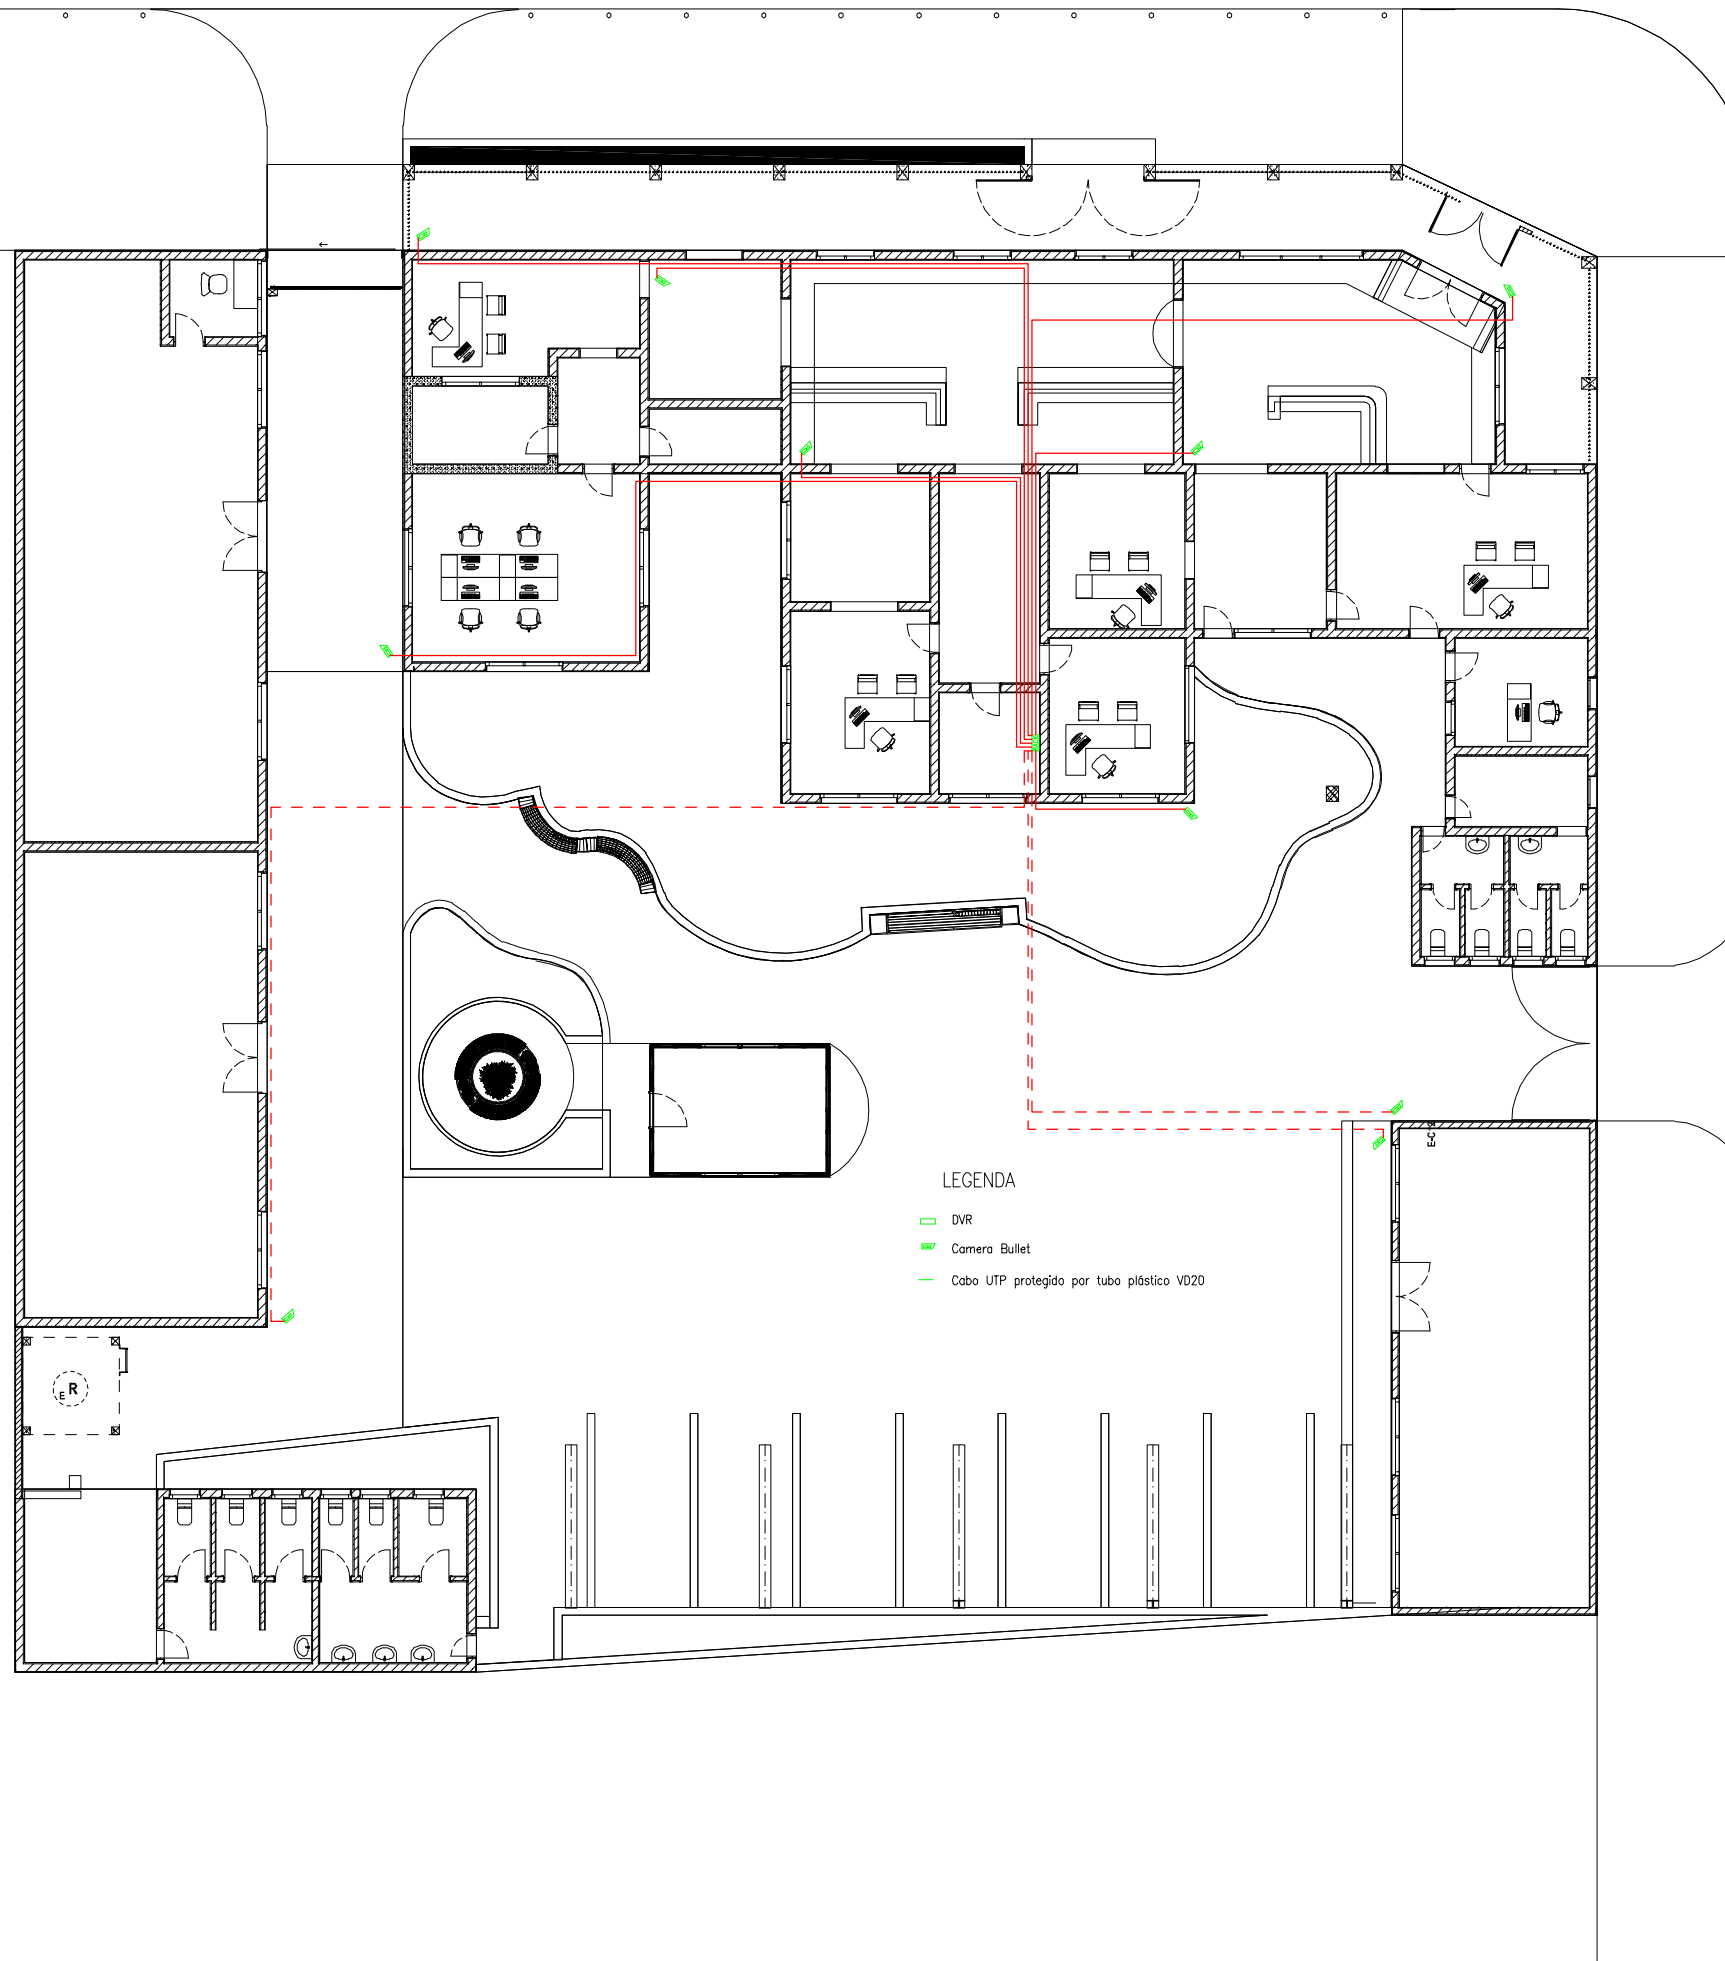 E-C
LEGENDA
DVR
Camera Bullet
Cabo UTP protegido por tubo plástico VD20
E R